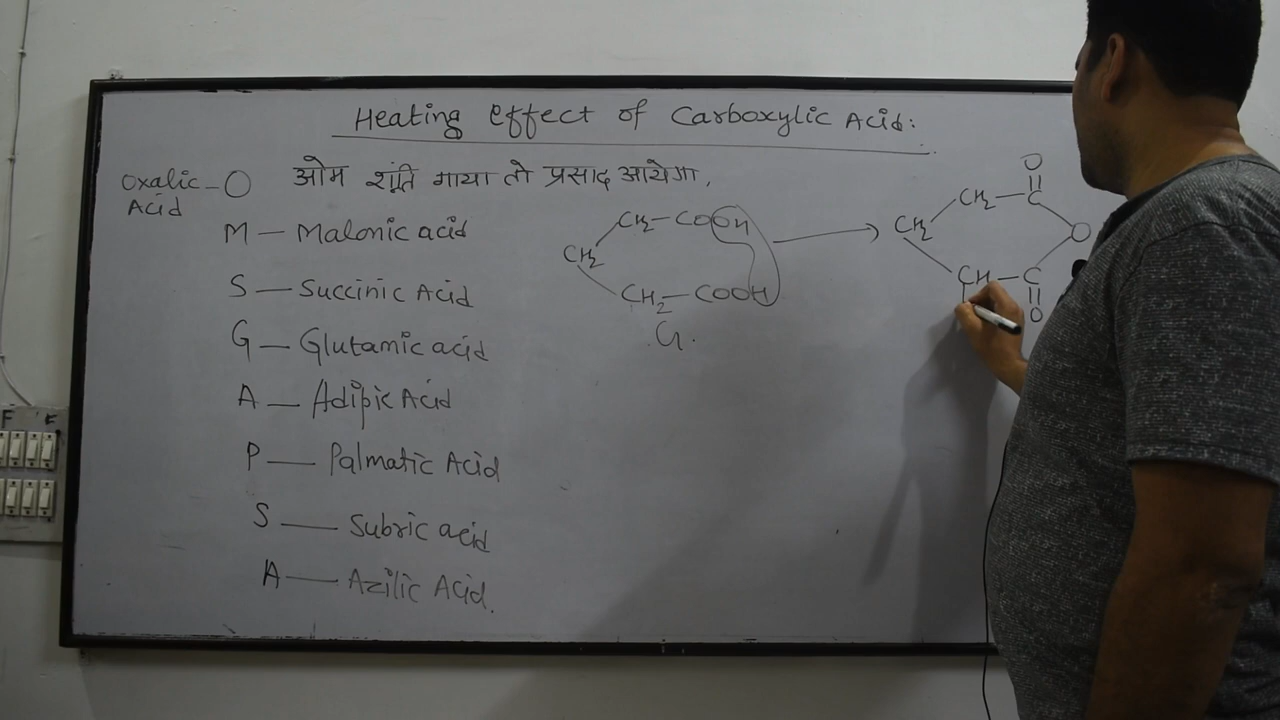 Heating effect of Carboxylic Acid:
ओम शांति गाया तो प्रसाद आयेगा,
Oxalic Acid - O
M - Malonic acid
S - Succinic Acid
G - Glutamic acid
A - Adipic Acid
P - Palmatic Acid
S - Subric acid
A - Azilic Acid.
CH2-COOH
CH2
CH2-COOH
G.
O
CH2-C
CH2
O
CH-C
O
F F